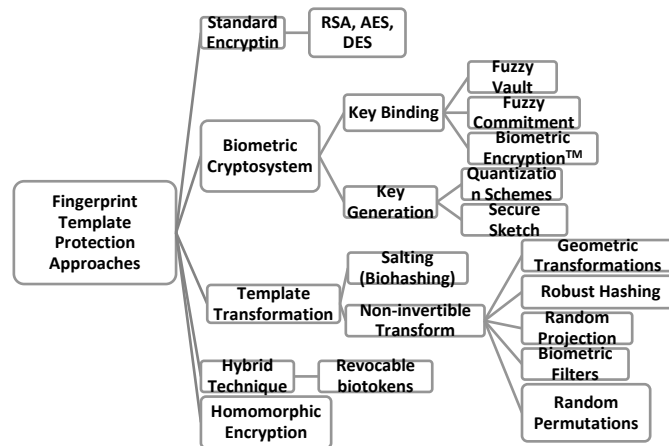 Standard
Encryptin
RSA, AES,
DES
Fingerprint
Template
Protection
Approaches
Biometric
Cryptosystem
Key Binding
Fuzzy
Vault
Fuzzy
Commitment
Biometric
Encryption™
Key
Generation
Quantizatio
n Schemes
Secure
Sketch
Template
Transformation
Salting
(Biohashing)
Non-invertible
Transform
Geometric
Transformations
Robust Hashing
Random
Projection
Biometric
Filters
Random
Permutations
Hybrid
Technique
Revocable
biotokens
Homomorphic
Encryption